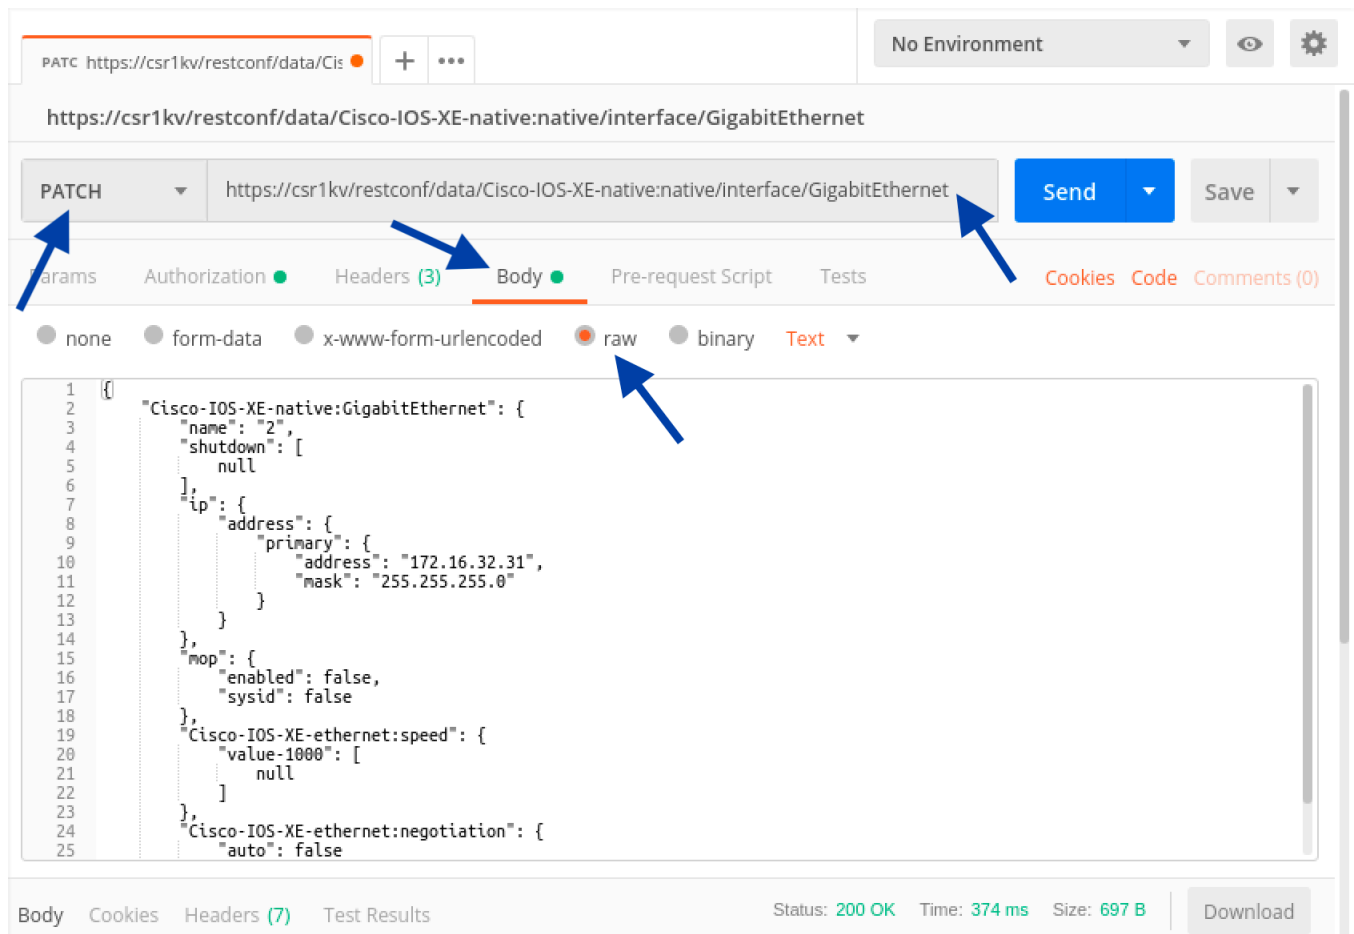 No Environment
PATC https://csr1kv/restconf/data/Cis
https://csr1kv/restconf/data/Cisco-IOS-XE-native:native/interface/GigabitEthernet
PATCH https://csr1kv/restconf/data/Cisco-IOS-XE-native:native/interface/GigabitEthernet Send Save
arams Authorization Headers (3) Body Pre-request Script Tests Cookies Code Comments (0)
none form-data x-www-form-urlencoded raw binary Text
1 {
2 "Cisco-IOS-XE-native:GigabitEthernet": {
3 "name": "2",
4 "shutdown": [
5 null
6 ],
7 "ip": {
8 "address": {
9 "primary": {
10 "address": "172.16.32.31",
11 "mask": "255.255.255.0"
12 }
13 }
14 },
15 "mop": {
16 "enabled": false,
17 "sysid": false
18 },
19 "Cisco-IOS-XE-ethernet:speed": {
20 "value-1000": [
21 null
22 ]
23 },
24 "Cisco-IOS-XE-ethernet:negotiation": {
25 "auto": false
Body Cookies Headers (7) Test Results Status: 200 OK Time: 374 ms Size: 697 B Download